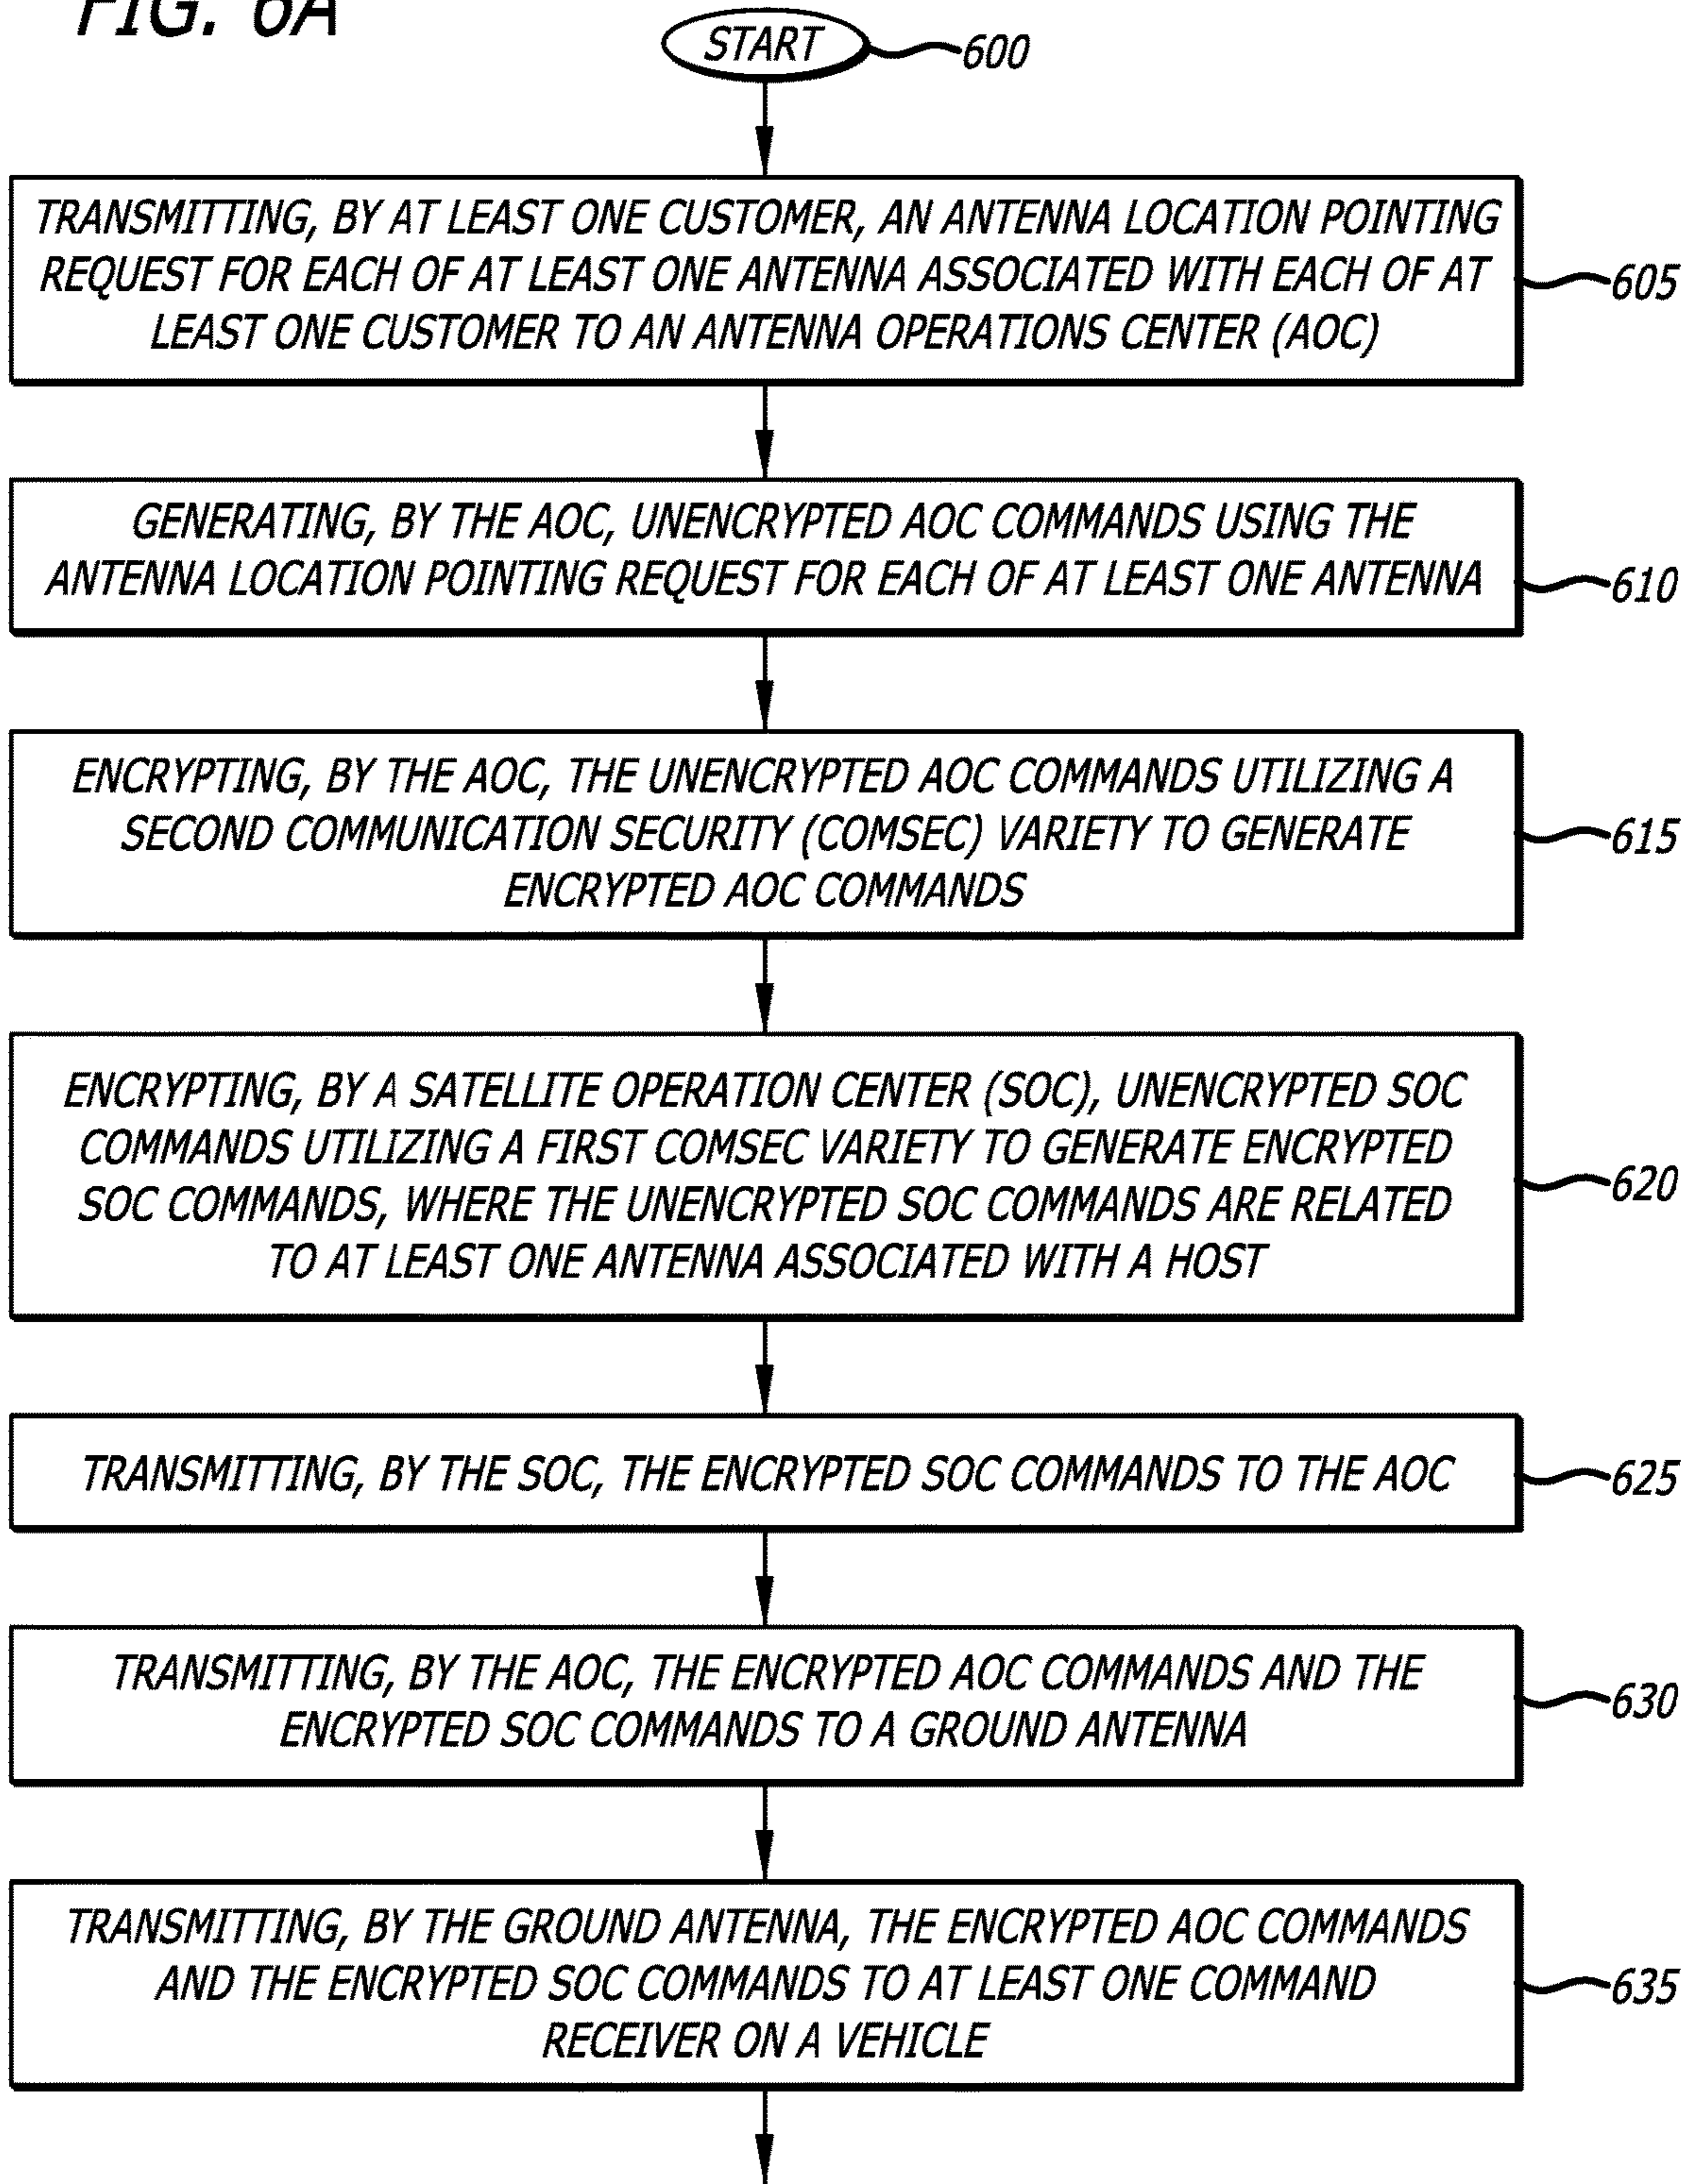 FIG. 6A
START
600
TRANSMITTING, BY AT LEAST ONE CUSTOMER, AN ANTENNA LOCATION POINTING
REQUEST FOR EACH OF AT LEAST ONE ANTENNA ASSOCIATED WITH EACH OF AT
LEAST ONE CUSTOMER TO AN ANTENNA OPERATIONS CENTER (AOC)
605
GENERATING, BY THE AOC, UNENCRYPTED AOC COMMANDS USING THE
ANTENNA LOCATION POINTING REQUEST FOR EACH OF AT LEAST ONE ANTENNA
610
ENCRYPTING, BY THE AOC, THE UNENCRYPTED AOC COMMANDS UTILIZING A
SECOND COMMUNICATION SECURITY (COMSEC) VARIETY TO GENERATE
ENCRYPTED AOC COMMANDS
615
ENCRYPTING, BY A SATELLITE OPERATION CENTER (SOC), UNENCRYPTED SOC
COMMANDS UTILIZING A FIRST COMSEC VARIETY TO GENERATE ENCRYPTED
SOC COMMANDS, WHERE THE UNENCRYPTED SOC COMMANDS ARE RELATED
TO AT LEAST ONE ANTENNA ASSOCIATED WITH A HOST
620
TRANSMITTING, BY THE SOC, THE ENCRYPTED SOC COMMANDS TO THE AOC
625
TRANSMITTING, BY THE AOC, THE ENCRYPTED AOC COMMANDS AND THE
ENCRYPTED SOC COMMANDS TO A GROUND ANTENNA
630
TRANSMITTING, BY THE GROUND ANTENNA, THE ENCRYPTED AOC COMMANDS
AND THE ENCRYPTED SOC COMMANDS TO AT LEAST ONE COMMAND
RECEIVER ON A VEHICLE
635